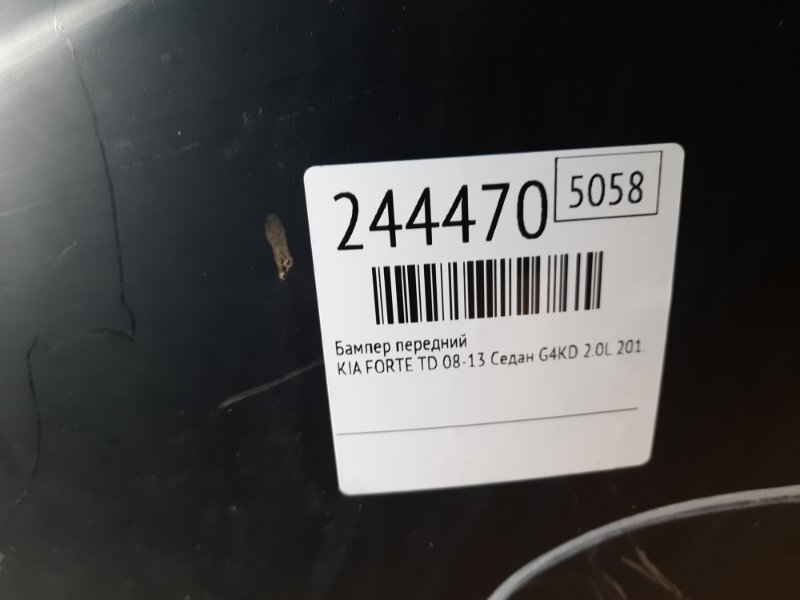 244470 5058
Бампер передний
KIA FORTE TD 08-13 Седан G4KD 2.0L 201.